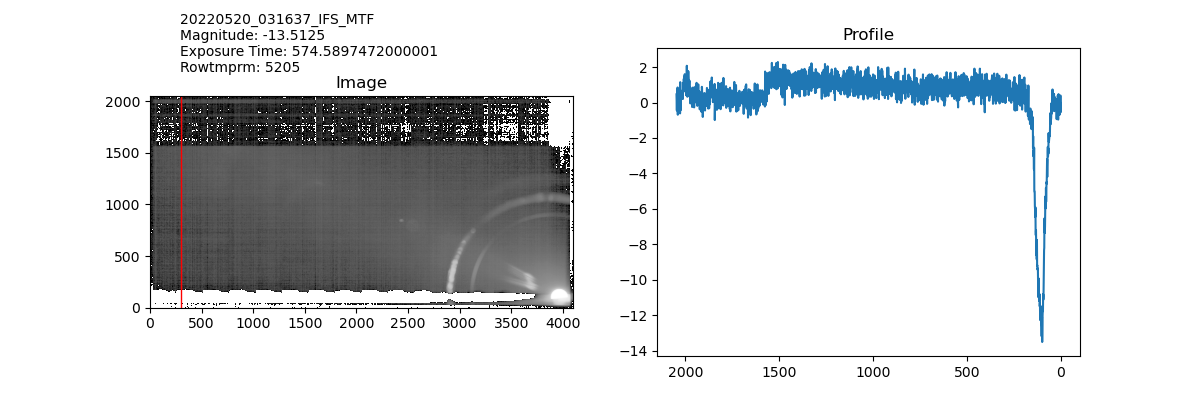 20220520_031637_IFS_MTF
Magnitude: -13.5125
Exposure Time: 574.5897472000001
Rowtmprm: 5205
Image
2000
1500
1000
500
0
0 500 1000 1500 2000 2500 3000 3500 4000
Profile
2
0
−2
−4
−6
−8
−10
−12
−14
2000 1500 1000 500 0